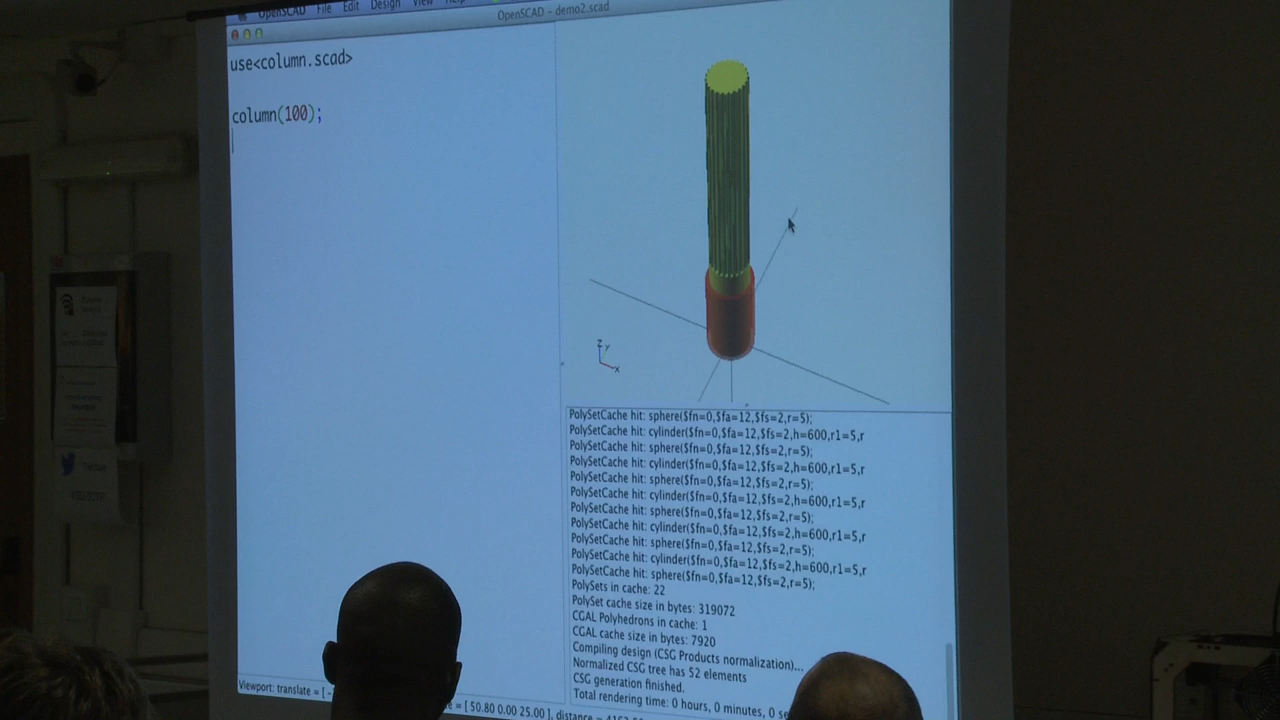 OpenSCAD File Edit Design View Help
OpenSCAD - demo2.scad
use<column.scad>
column(100);
Z
Y
X
PolySetCache hit: sphere($fn=0,$fa=12,$fs=2,r=5);
PolySetCache hit: cylinder($fn=0,$fa=12,$fs=2,h=600,r1=5,r
PolySetCache hit: sphere($fn=0,$fa=12,$fs=2,r=5);
PolySetCache hit: cylinder($fn=0,$fa=12,$fs=2,h=600,r1=5,r
PolySetCache hit: sphere($fn=0,$fa=12,$fs=2,r=5);
PolySetCache hit: cylinder($fn=0,$fa=12,$fs=2,h=600,r1=5,r
PolySetCache hit: sphere($fn=0,$fa=12,$fs=2,r=5);
PolySetCache hit: cylinder($fn=0,$fa=12,$fs=2,h=600,r1=5,r
PolySetCache hit: sphere($fn=0,$fa=12,$fs=2,r=5);
PolySetCache hit: cylinder($fn=0,$fa=12,$fs=2,h=600,r1=5,r
PolySetCache hit: sphere($fn=0,$fa=12,$fs=2,r=5);
PolySets in cache: 22
PolySet cache size in bytes: 319072
CGAL Polyhedrons in cache: 1
CGAL cache size in bytes: 7920
Compiling design (CSG Products normalization)...
Normalized CSG tree has 52 elements
CSG generation finished.
Total rendering time: 0 hours, 0 minutes, 0 se
Viewport: translate = [ - = [ 50.80 0.00 25.00 ], distance =